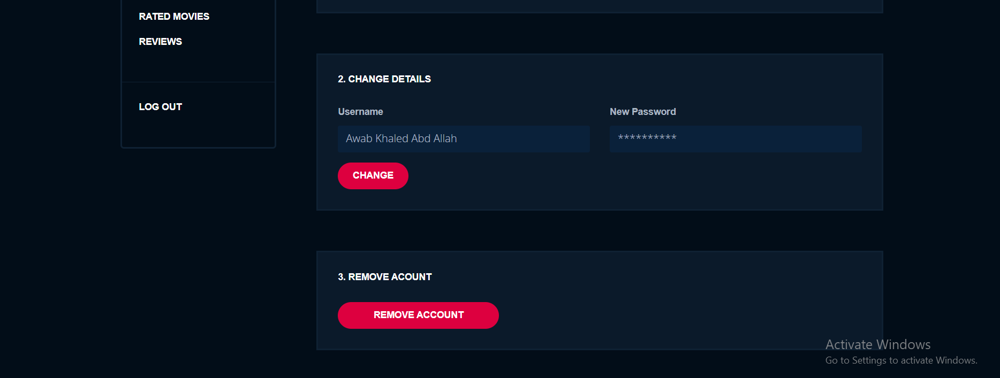 RATED MOVIES
REVIEWS
LOG OUT
2. CHANGE DETAILS
Username
New Password
Awab Khaled Abd Allah
**********
CHANGE
3. REMOVE ACOUNT
REMOVE ACCOUNT
Activate Windows
Go to Settings to activate Windows.